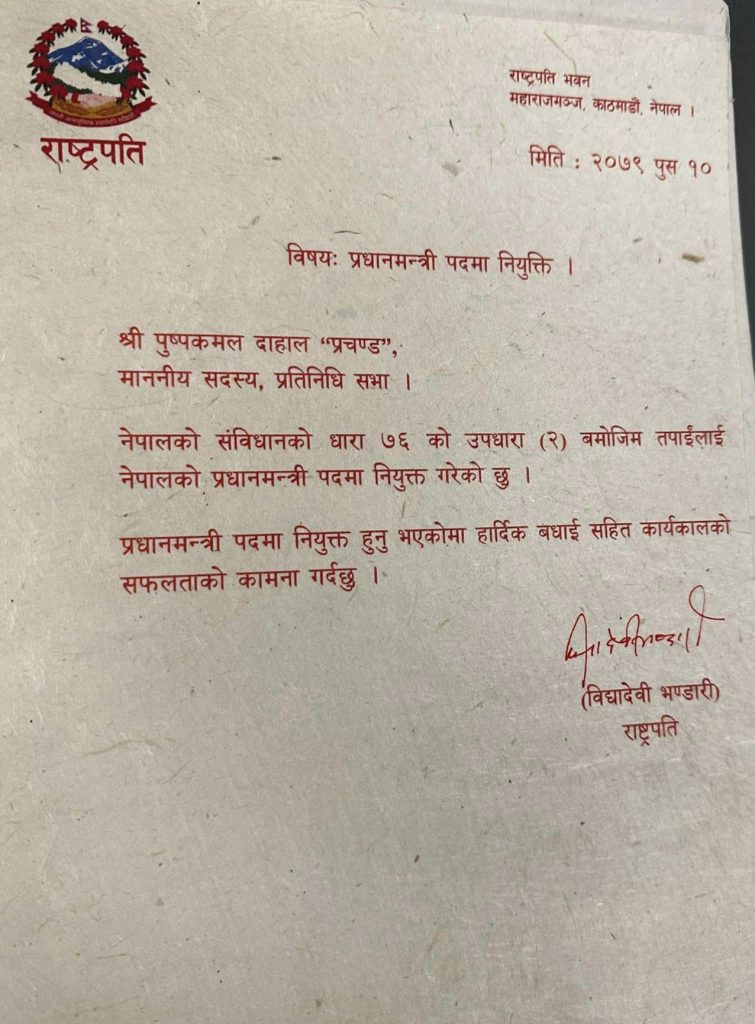 राष्ट्रपति
राष्ट्रपति भवन
महाराजगञ्ज, काठमाडौं, नेपाल ।
मिति : २०७९ पुस १०
विषयः प्रधानमन्त्री पदमा नियुक्ति ।
श्री पुष्पकमल दाहाल “प्रचण्ड”,
माननीय सदस्य, प्रतिनिधि सभा ।
नेपालको संविधानको धारा ७६ को उपधारा (२) बमोजिम तपाईंलाई
नेपालको प्रधानमन्त्री पदमा नियुक्त गरेको छु ।
प्रधानमन्त्री पदमा नियुक्त हुनु भएकोमा हार्दिक बधाई सहित कार्यकालको
सफलताको कामना गर्दछु ।
(विद्यादेवी भण्डारी)
राष्ट्रपति